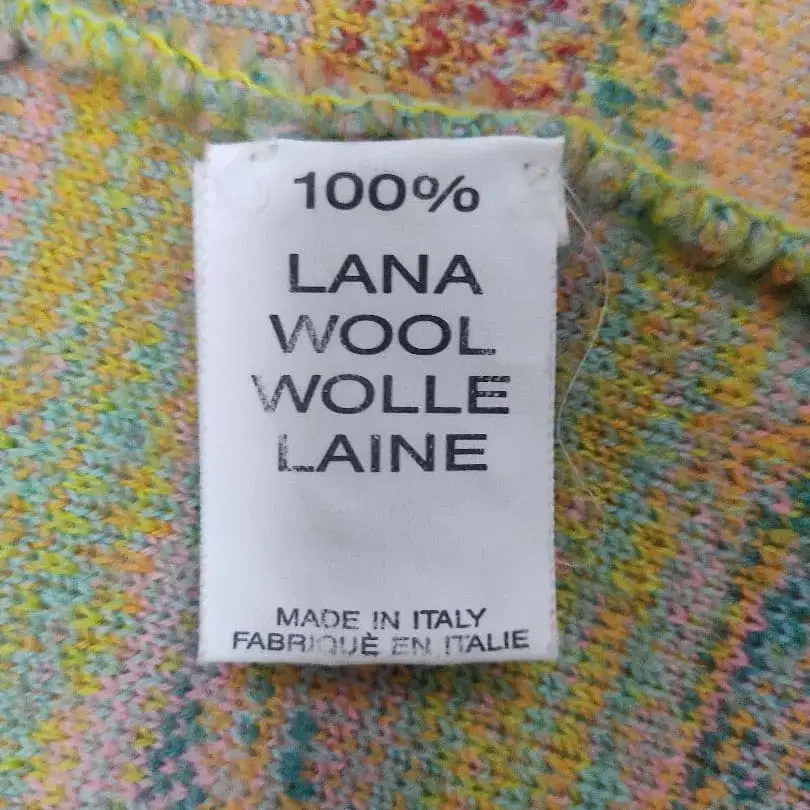 100%
LANA
WOOL
WOLLE
LAINE
MADE IN ITALY
FABRIQUÈ EN ITALIE